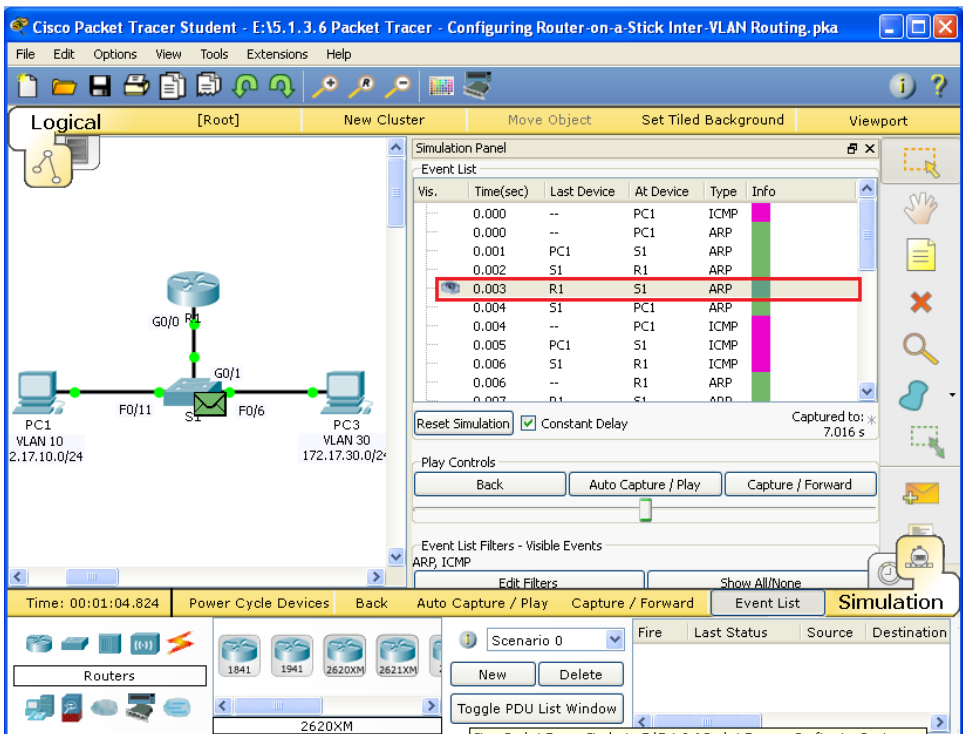 Cisco Packet Tracer Student - E:\5.1.3.6 Packet Tracer - Configuring Router-on-a-Stick Inter-VLAN Routing.pka
File Edit Options View Tools Extensions Help
Logical [Root] New Cluster Move Object Set Tiled Background Viewport
Simulation Panel
Event List
Vis. Time(sec) Last Device At Device Type Info
0.000 -- PC1 ICMP
0.000 -- PC1 ARP
0.001 PC1 S1 ARP
0.002 S1 R1 ARP
0.003 R1 S1 ARP
0.004 S1 PC1 ARP
0.004 -- PC1 ICMP
0.005 PC1 S1 ICMP
0.006 S1 R1 ICMP
0.006 -- R1 ARP
0.007 R1 S1 ARP
Reset Simulation Constant Delay Captured to: *
7.016 s
Play Controls
Back Auto Capture / Play Capture / Forward
Event List Filters - Visible Events
ARP, ICMP
Edit Filters Show All/None
R1
G0/0
G0/1
F0/11 S1 F0/6
PC1
VLAN 10
2.17.10.0/24
PC3
VLAN 30
172.17.30.0/24
Time: 00:01:04.824 Power Cycle Devices Back Auto Capture / Play Capture / Forward Event List Simulation
Routers
1841 1941 2620XM 2621XM
2620XM
Scenario 0
New Delete
Toggle PDU List Window
Fire Last Status Source Destination